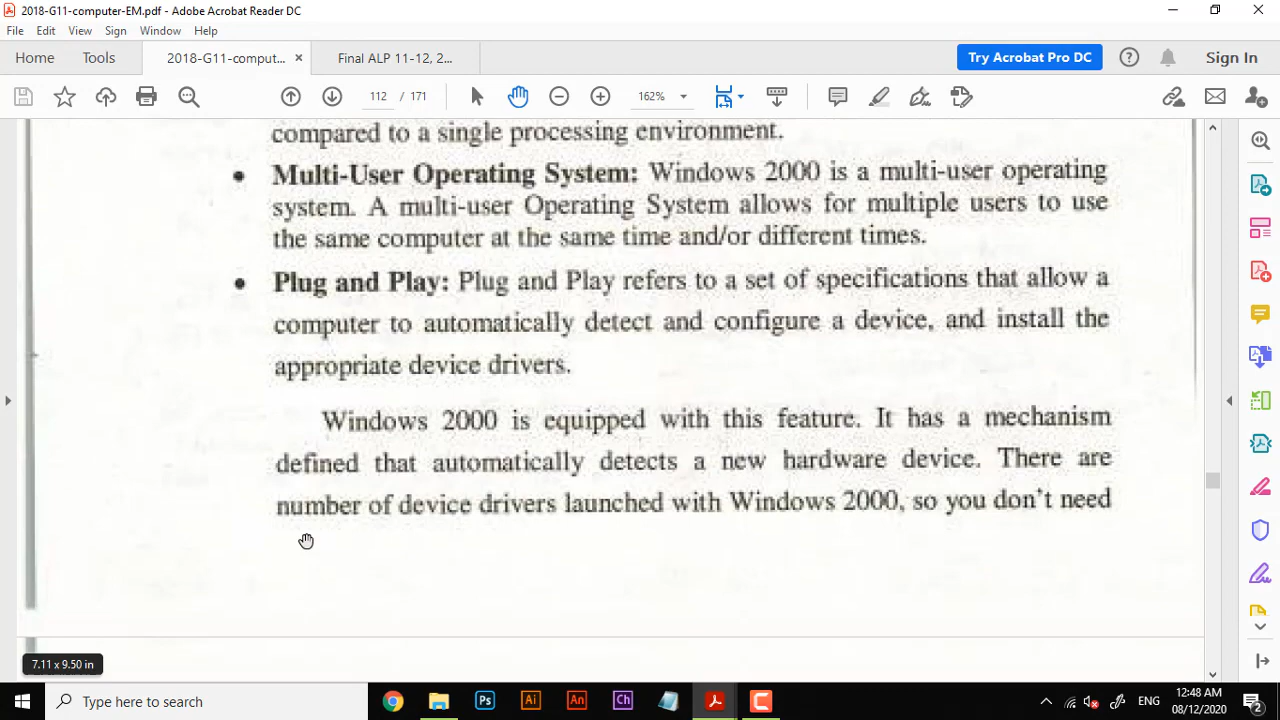 2018-G11-computer-EM.pdf - Adobe Acrobat Reader DC
File Edit View Sign Window Help
Home Tools 2018-G11-comput... × Final ALP 11-12, 2... Try Acrobat Pro DC Sign In
112 / 171 162%
compared to a single processing environment.
• Multi-User Operating System: Windows 2000 is a multi-user operating
system. A multi-user Operating System allows for multiple users to use
the same computer at the same time and/or different times.
• Plug and Play: Plug and Play refers to a set of specifications that allow a
computer to automatically detect and configure a device, and install the
appropriate device drivers.
Windows 2000 is equipped with this feature. It has a mechanism
defined that automatically detects a new hardware device. There are
number of device drivers launched with Windows 2000, so you don't need
7.11 x 9.50 in
Type here to search
Ps Ai An Ch
ENG
12:48 AM
08/12/2020
2